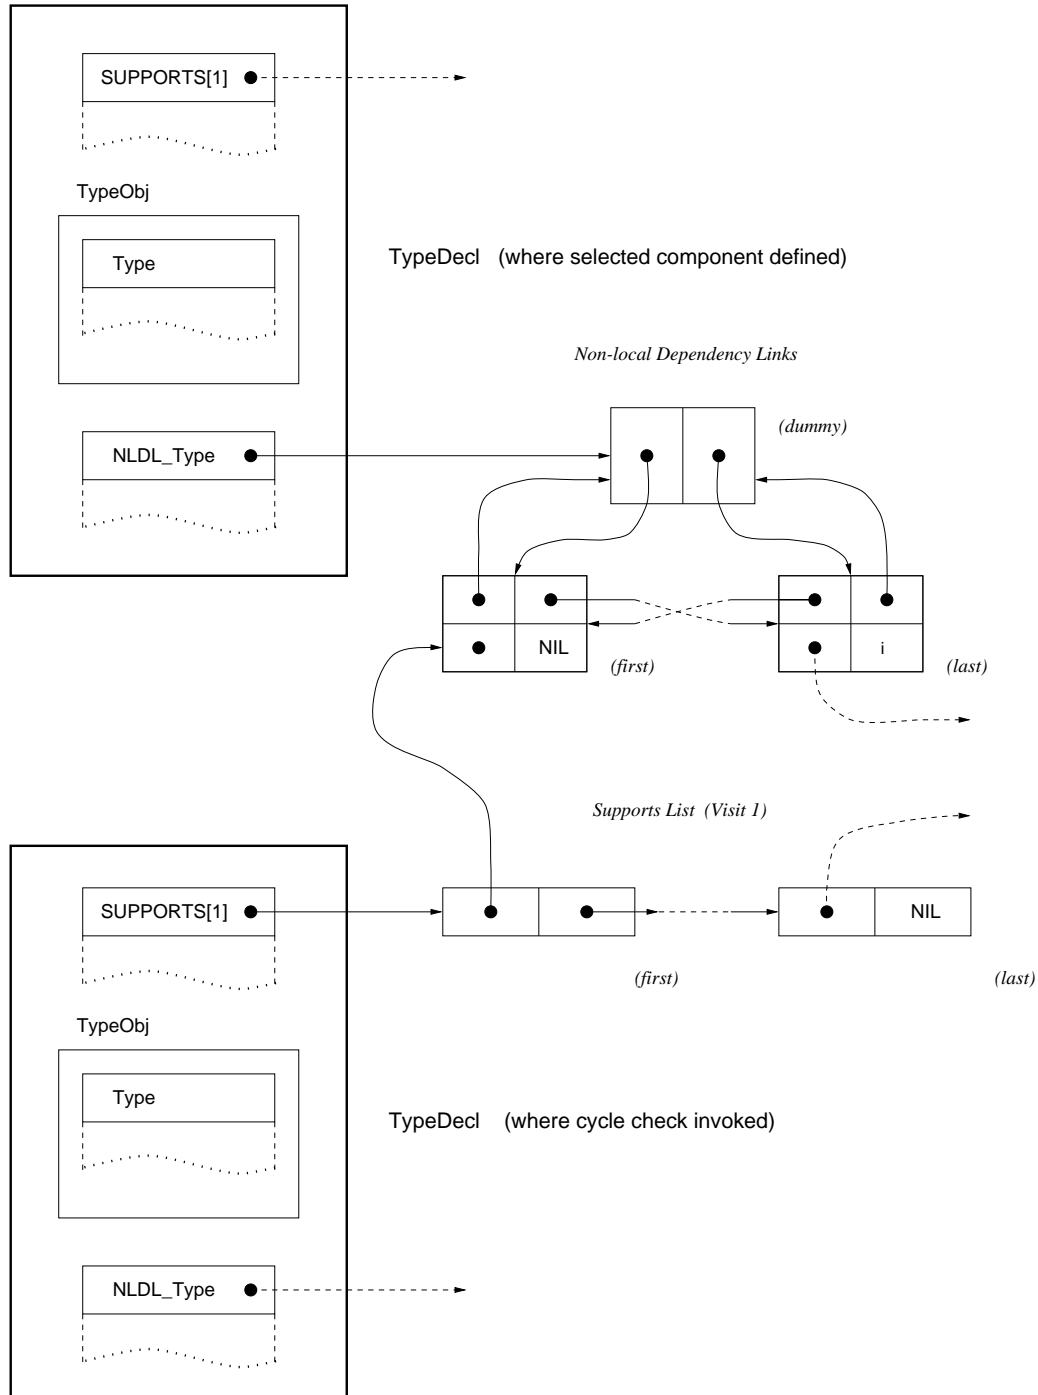 SUPPORTS[1]
TypeObj
Type
TypeDecl (where selected component defined)
Non-local Dependency Links
(dummy)
NLDL_Type
NIL
(first)
i
(last)
Supports List (Visit 1)
SUPPORTS[1]
NIL
(first)
(last)
TypeObj
Type
TypeDecl (where cycle check invoked)
NLDL_Type